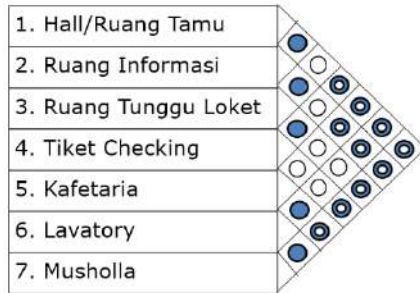 1. Hall/Ruang Tamu
2. Ruang Informasi
3. Ruang Tunggu Loket
4. Tiket Checking
5. Kafetaria
6. Lavatory
7. Musholla